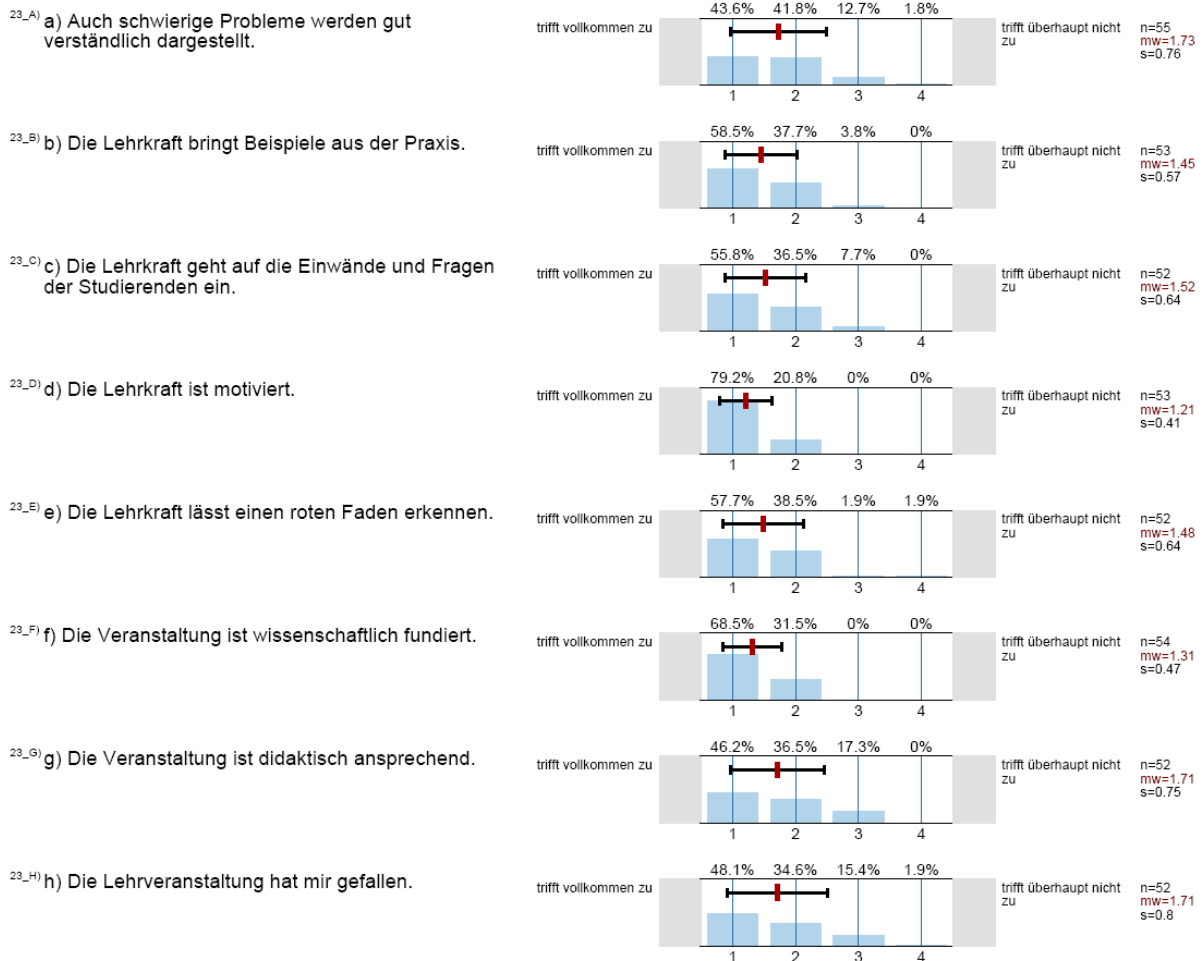 43.6% 41.8% 12.7% 1.8%
23_A) a) Auch schwierige Probleme werden gut
verständlich dargestellt.
trifft vollkommen zu
trifft überhaupt nicht
zu
n=55
mw=1.73
s=0.76
1 2 3 4
58.5% 37.7% 3.8% 0%
23_B) b) Die Lehrkraft bringt Beispiele aus der Praxis.
trifft vollkommen zu
trifft überhaupt nicht
zu
n=53
mw=1.45
s=0.57
1 2 3 4
55.8% 36.5% 7.7% 0%
23_C) c) Die Lehrkraft geht auf die Einwände und Fragen
der Studierenden ein.
trifft vollkommen zu
trifft überhaupt nicht
zu
n=52
mw=1.52
s=0.64
1 2 3 4
79.2% 20.8% 0% 0%
23_D) d) Die Lehrkraft ist motiviert.
trifft vollkommen zu
trifft überhaupt nicht
zu
n=53
mw=1.21
s=0.41
1 2 3 4
57.7% 38.5% 1.9% 1.9%
23_E) e) Die Lehrkraft lässt einen roten Faden erkennen.
trifft vollkommen zu
trifft überhaupt nicht
zu
n=52
mw=1.48
s=0.64
1 2 3 4
68.5% 31.5% 0% 0%
23_F) f) Die Veranstaltung ist wissenschaftlich fundiert.
trifft vollkommen zu
trifft überhaupt nicht
zu
n=54
mw=1.31
s=0.47
1 2 3 4
46.2% 36.5% 17.3% 0%
23_G) g) Die Veranstaltung ist didaktisch ansprechend.
trifft vollkommen zu
trifft überhaupt nicht
zu
n=52
mw=1.71
s=0.75
1 2 3 4
48.1% 34.6% 15.4% 1.9%
23_H) h) Die Lehrveranstaltung hat mir gefallen.
trifft vollkommen zu
trifft überhaupt nicht
zu
n=52
mw=1.71
s=0.8
1 2 3 4